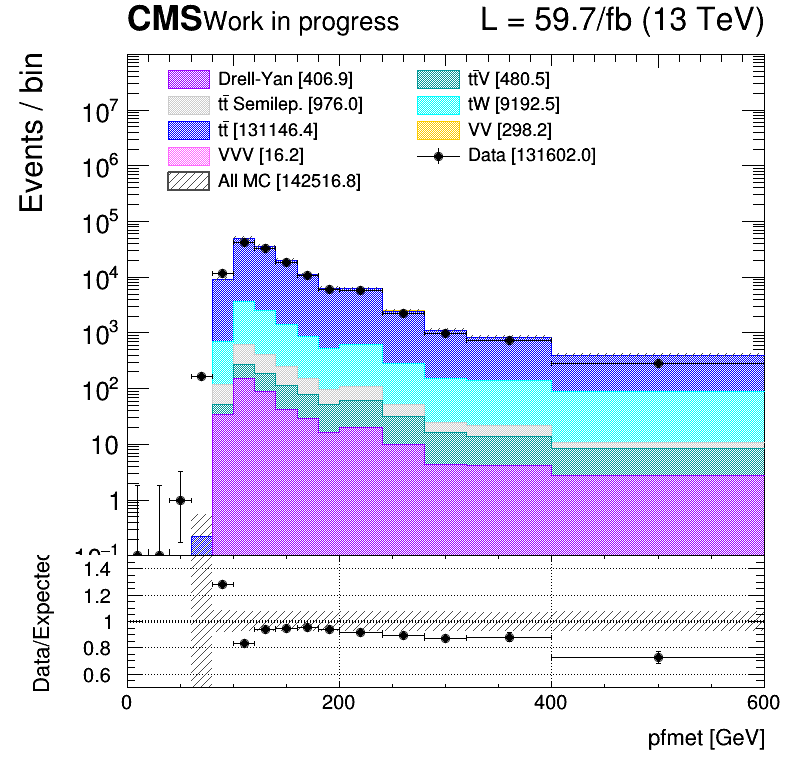 CMS Work in progress L = 59.7/fb (13 TeV)
Events / bin
Drell-Yan [406.9] tt̄V [480.5]
tt̄ Semilep. [976.0] tW [9192.5]
tt̄ [131146.4] VV [298.2]
VVV [16.2] Data [131602.0]
All MC [142516.8]
10⁷
10⁶
10⁵
10⁴
10³
10²
10
1
10⁻¹
Data/Expected
1.4
1.2
1
0.8
0.6
0 200 400 600
pfmet [GeV]